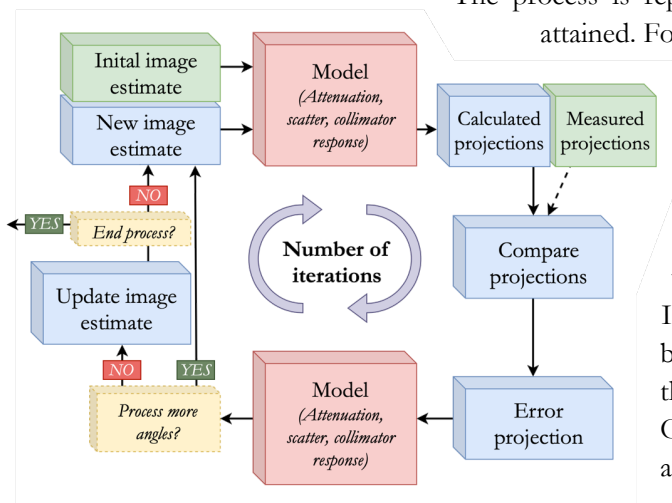 The process is rep
attained. Fo
Inital image
estimate
New image
estimate
Model
(Attenuation,
scatter, collimator
response)
Calculated
projections
Measured
projections
NO
YES
End process?
Number of
iterations
Compare
projections
Update image
estimate
NO
YES
Process more
angles?
Model
(Attenuation,
scatter, collimator
response)
Error
projection
I
b
th
C
a